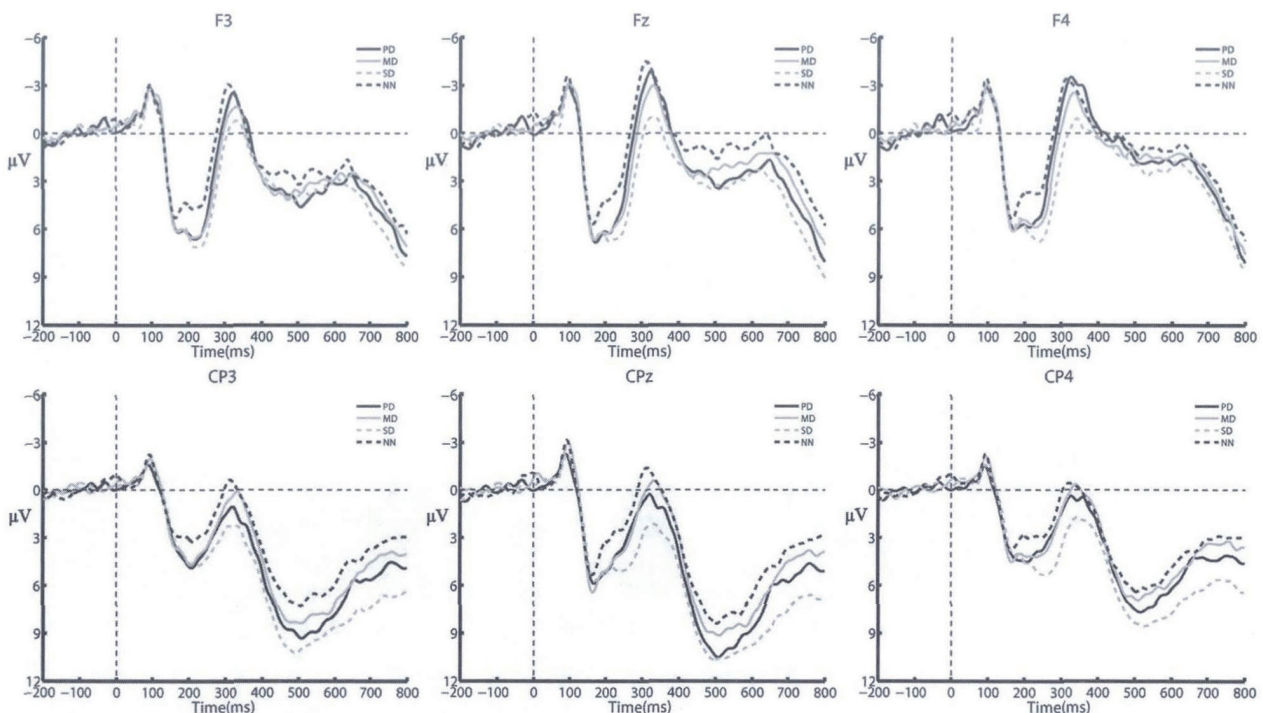 F3 Fz F4
-6 -6 -6
PD PD PD
MD MD MD
SD SD SD
NN NN NN
-3 -3 -3
0 0 0
μV μV μV
3 3 3
6 6 6
9 9 9
12 12 12
-200 -100 0 100 200 300 400 500 600 700 800 -200 -100 0 100 200 300 400 500 600 700 800 -200 -100 0 100 200 300 400 500 600 700 800
Time(ms) Time(ms) Time(ms)
CP3 CPz CP4
-6 -6 -6
PD PD PD
MD MD MD
SD SD SD
NN NN NN
-3 -3 -3
0 0 0
μV μV μV
3 3 3
6 6 6
9 9 9
12 12 12
-200 -100 0 100 200 300 400 500 600 700 800 -200 -100 0 100 200 300 400 500 600 700 800 -200 -100 0 100 200 300 400 500 600 700 800
Time(ms) Time(ms) Time(ms)